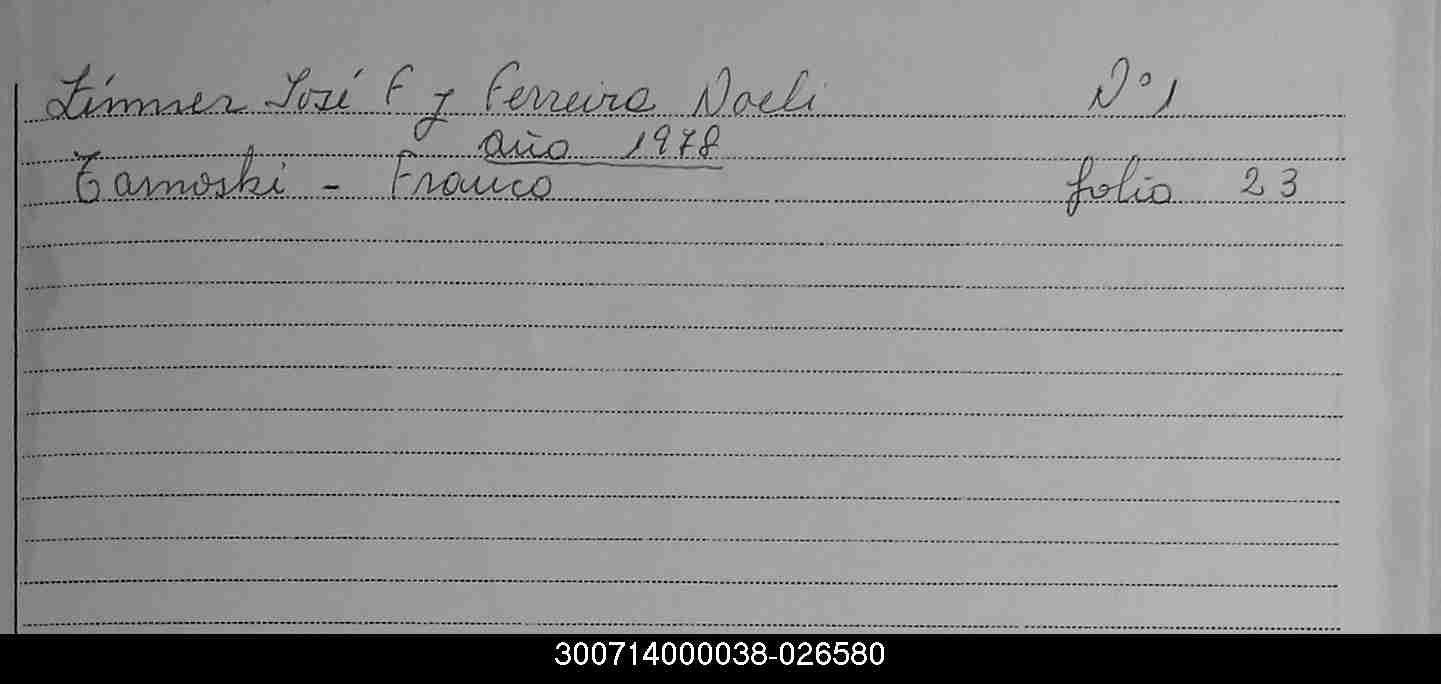 Zimmer José F y Ferreira Noeli N° 1
año 1978
Zarnoski - Franco folio 23
300714000038-026580